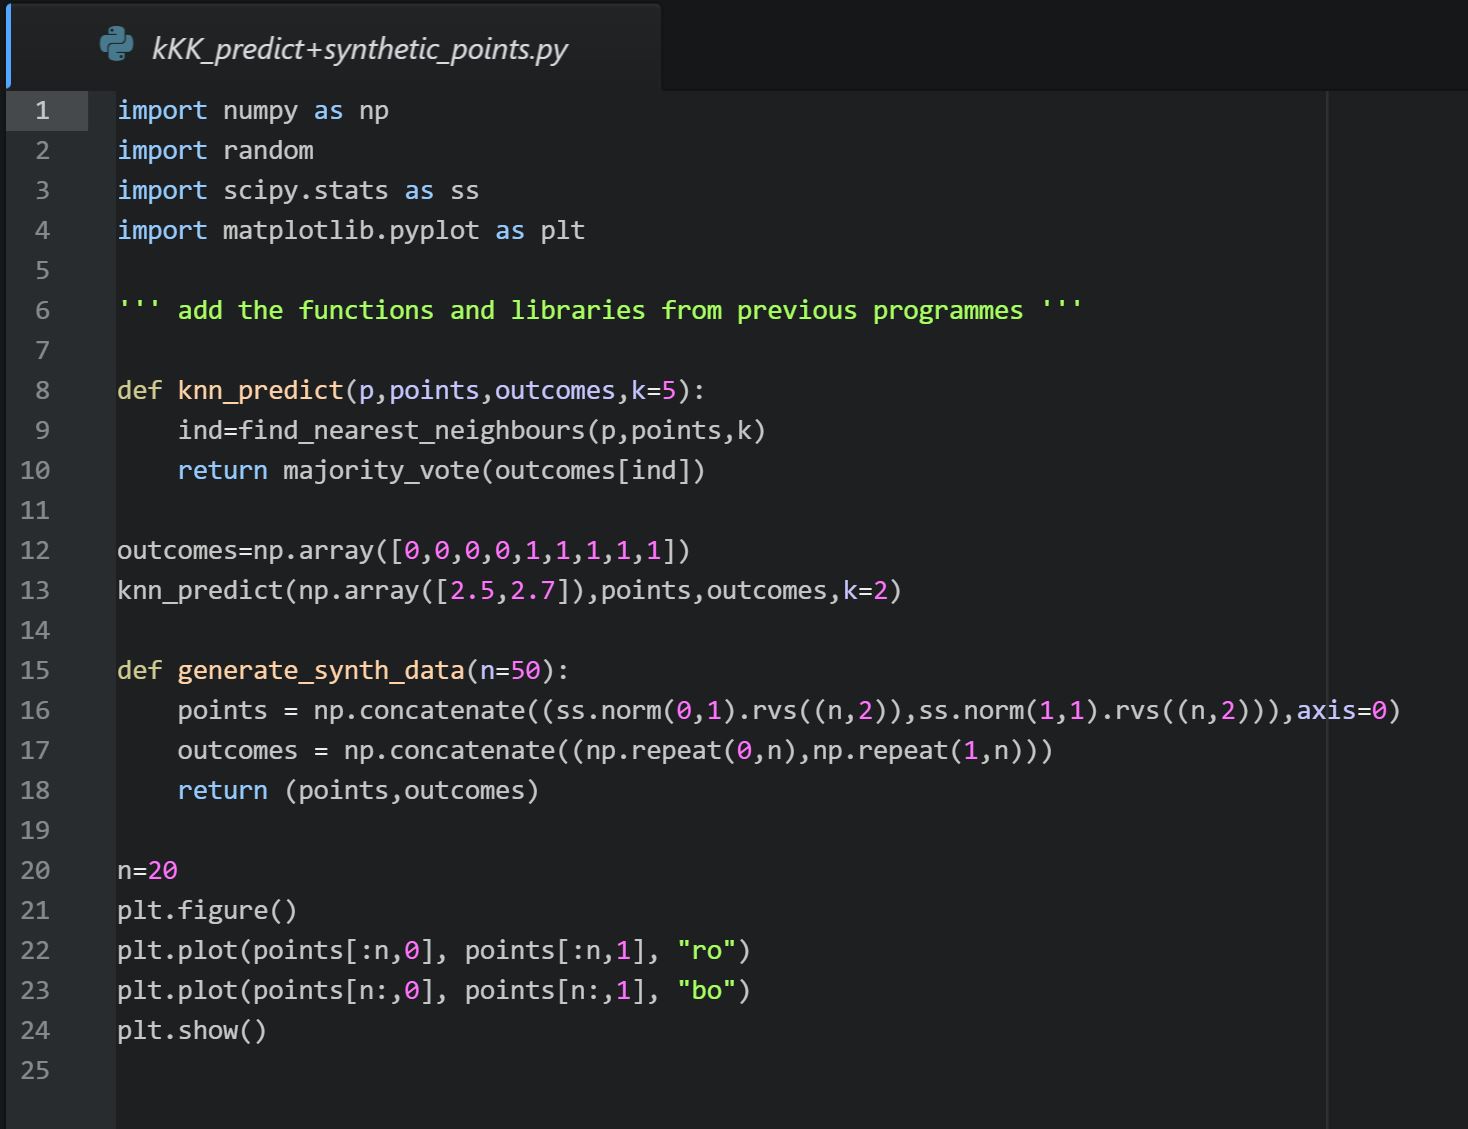 kKK_predict+synthetic_points.py
1 import numpy as np
2 import random
3 import scipy.stats as ss
4 import matplotlib.pyplot as plt
5
6 ''' add the functions and libraries from previous programmes '''
7
8 def knn_predict(p,points,outcomes,k=5):
9     ind=find_nearest_neighbours(p,points,k)
10     return majority_vote(outcomes[ind])
11
12 outcomes=np.array([0,0,0,0,1,1,1,1,1])
13 knn_predict(np.array([2.5,2.7]),points,outcomes,k=2)
14
15 def generate_synth_data(n=50):
16     points = np.concatenate((ss.norm(0,1).rvs((n,2)),ss.norm(1,1).rvs((n,2))),axis=0)
17     outcomes = np.concatenate((np.repeat(0,n),np.repeat(1,n)))
18     return (points,outcomes)
19
20 n=20
21 plt.figure()
22 plt.plot(points[:n,0], points[:n,1], "ro")
23 plt.plot(points[n:,0], points[n:,1], "bo")
24 plt.show()
25